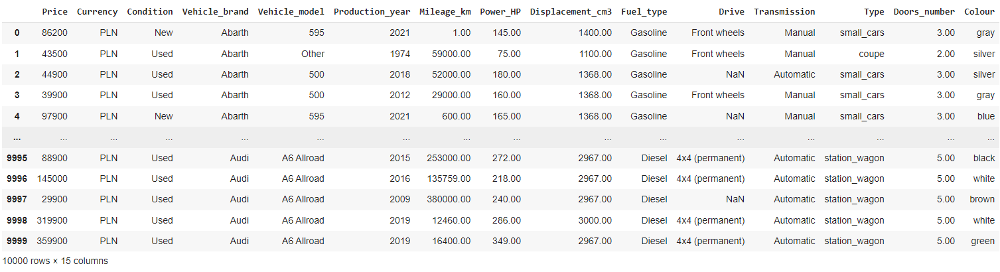 Price Currency Condition Vehicle_brand Vehicle_model Production_year Mileage_km Power_HP Displacement_cm3 Fuel_type Drive Transmission Type Doors_number Colour
0 86200 PLN New Abarth 595 2021 1.00 145.00 1400.00 Gasoline Front wheels Manual small_cars 3.00 gray
1 43500 PLN Used Abarth Other 1974 59000.00 75.00 1100.00 Gasoline Front wheels Manual coupe 2.00 silver
2 44900 PLN Used Abarth 500 2018 52000.00 180.00 1368.00 Gasoline NaN Automatic small_cars 3.00 silver
3 39900 PLN Used Abarth 500 2012 29000.00 160.00 1368.00 Gasoline Front wheels Manual small_cars 3.00 gray
4 97900 PLN New Abarth 595 2021 600.00 165.00 1368.00 Gasoline NaN Manual small_cars 3.00 blue
... ... ... ... ... ... ... ... ... ... ... ... ... ... ... ...
9995 88900 PLN Used Audi A6 Allroad 2015 253000.00 272.00 2967.00 Diesel 4x4 (permanent) Automatic station_wagon 5.00 black
9996 145000 PLN Used Audi A6 Allroad 2016 135759.00 218.00 2967.00 Diesel 4x4 (permanent) Automatic station_wagon 5.00 white
9997 29900 PLN Used Audi A6 Allroad 2009 380000.00 240.00 2967.00 Diesel NaN Automatic station_wagon 5.00 brown
9998 319900 PLN Used Audi A6 Allroad 2019 12460.00 286.00 3000.00 Diesel 4x4 (permanent) Automatic station_wagon 5.00 white
9999 359900 PLN Used Audi A6 Allroad 2019 16400.00 349.00 2967.00 Diesel 4x4 (permanent) Automatic station_wagon 5.00 green
10000 rows × 15 columns